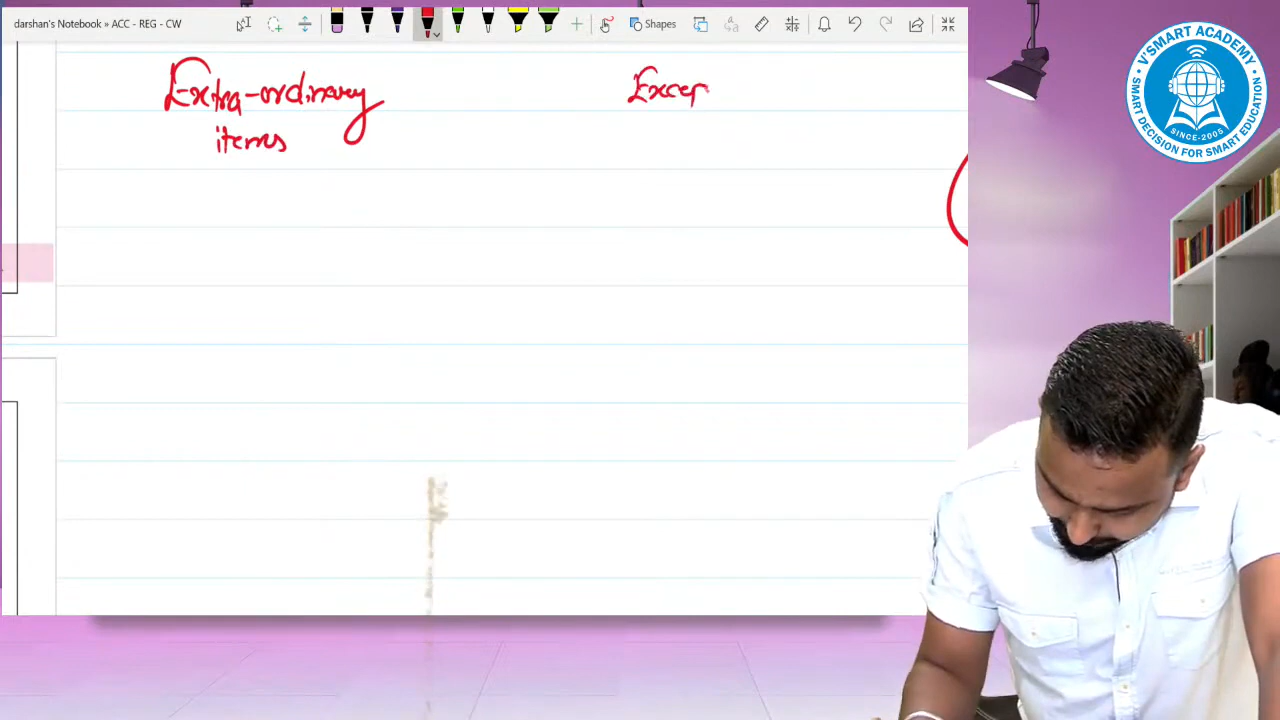 darshan's Notebook » ACC - REG - CW
Shapes
Extra-ordinary
items
Excep
V'SMART ACADEMY
SINCE-2005
SMART DECISION FOR SMART EDUCATION